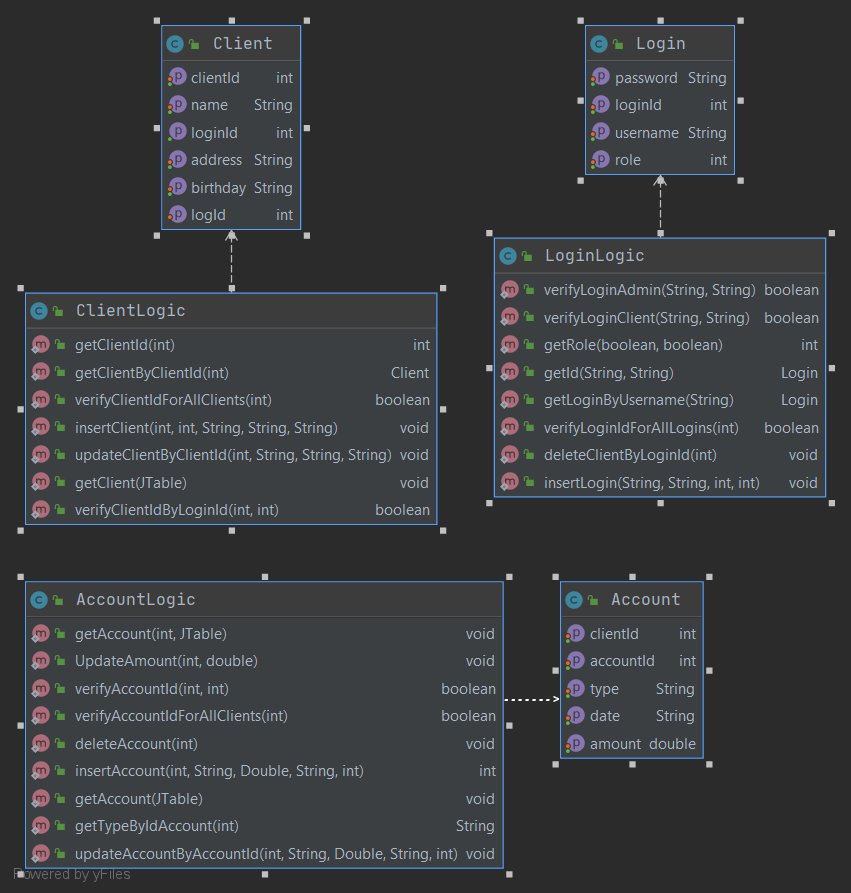 Client
clientId int
name String
loginId int
address String
birthday String
logId int
Login
password String
loginId int
username String
role int
ClientLogic
getClientId(int) int
getClientByClientId(int) Client
verifyClientIdForAllClients(int) boolean
insertClient(int, int, String, String, String) void
updateClientByClientId(int, String, String, String) void
getClient(JTable) void
verifyClientIdByLoginId(int, int) boolean
LoginLogic
verifyLoginAdmin(String, String) boolean
verifyLoginClient(String, String) boolean
getRole(boolean, boolean) int
getId(String, String) Login
getLoginByUsername(String) Login
verifyLoginIdForAllLogins(int) boolean
deleteClientByLoginId(int) void
insertLogin(String, String, int, int) void
AccountLogic
getAccount(int, JTable) void
UpdateAmount(int, double) void
verifyAccountId(int, int) boolean
verifyAccountIdForAllClients(int) boolean
deleteAccount(int) void
insertAccount(int, String, Double, String, int) int
getAccount(JTable) void
getTypeByIdAccount(int) String
updateAccountByAccountId(int, String, Double, String, int) void
Account
clientId int
accountId int
type String
date String
amount double
Powered by yFiles